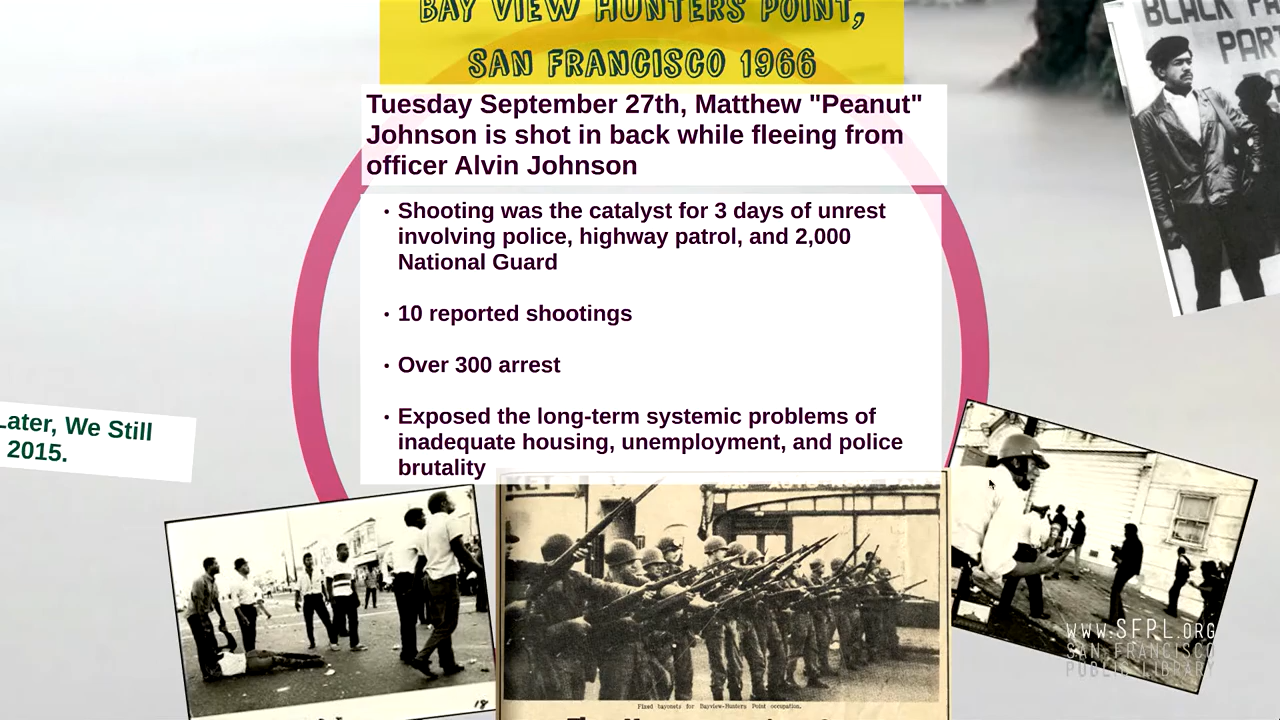 BAY VIEW HUNTERS POINT,
SAN FRANCISCO 1966
Tuesday September 27th, Matthew "Peanut"
Johnson is shot in back while fleeing from
officer Alvin Johnson
• Shooting was the catalyst for 3 days of unrest
involving police, highway patrol, and 2,000
National Guard
• 10 reported shootings
• Over 300 arrest
• Exposed the long-term systemic problems of
inadequate housing, unemployment, and police
brutality
Later, We Still
2015.
BLACK
PART
KET
18
Fixed bayonets for Bayview-Hunters Point occupation.
WWW.SFPL.ORG
SAN FRANCISCO
PUBLIC LIBRARY